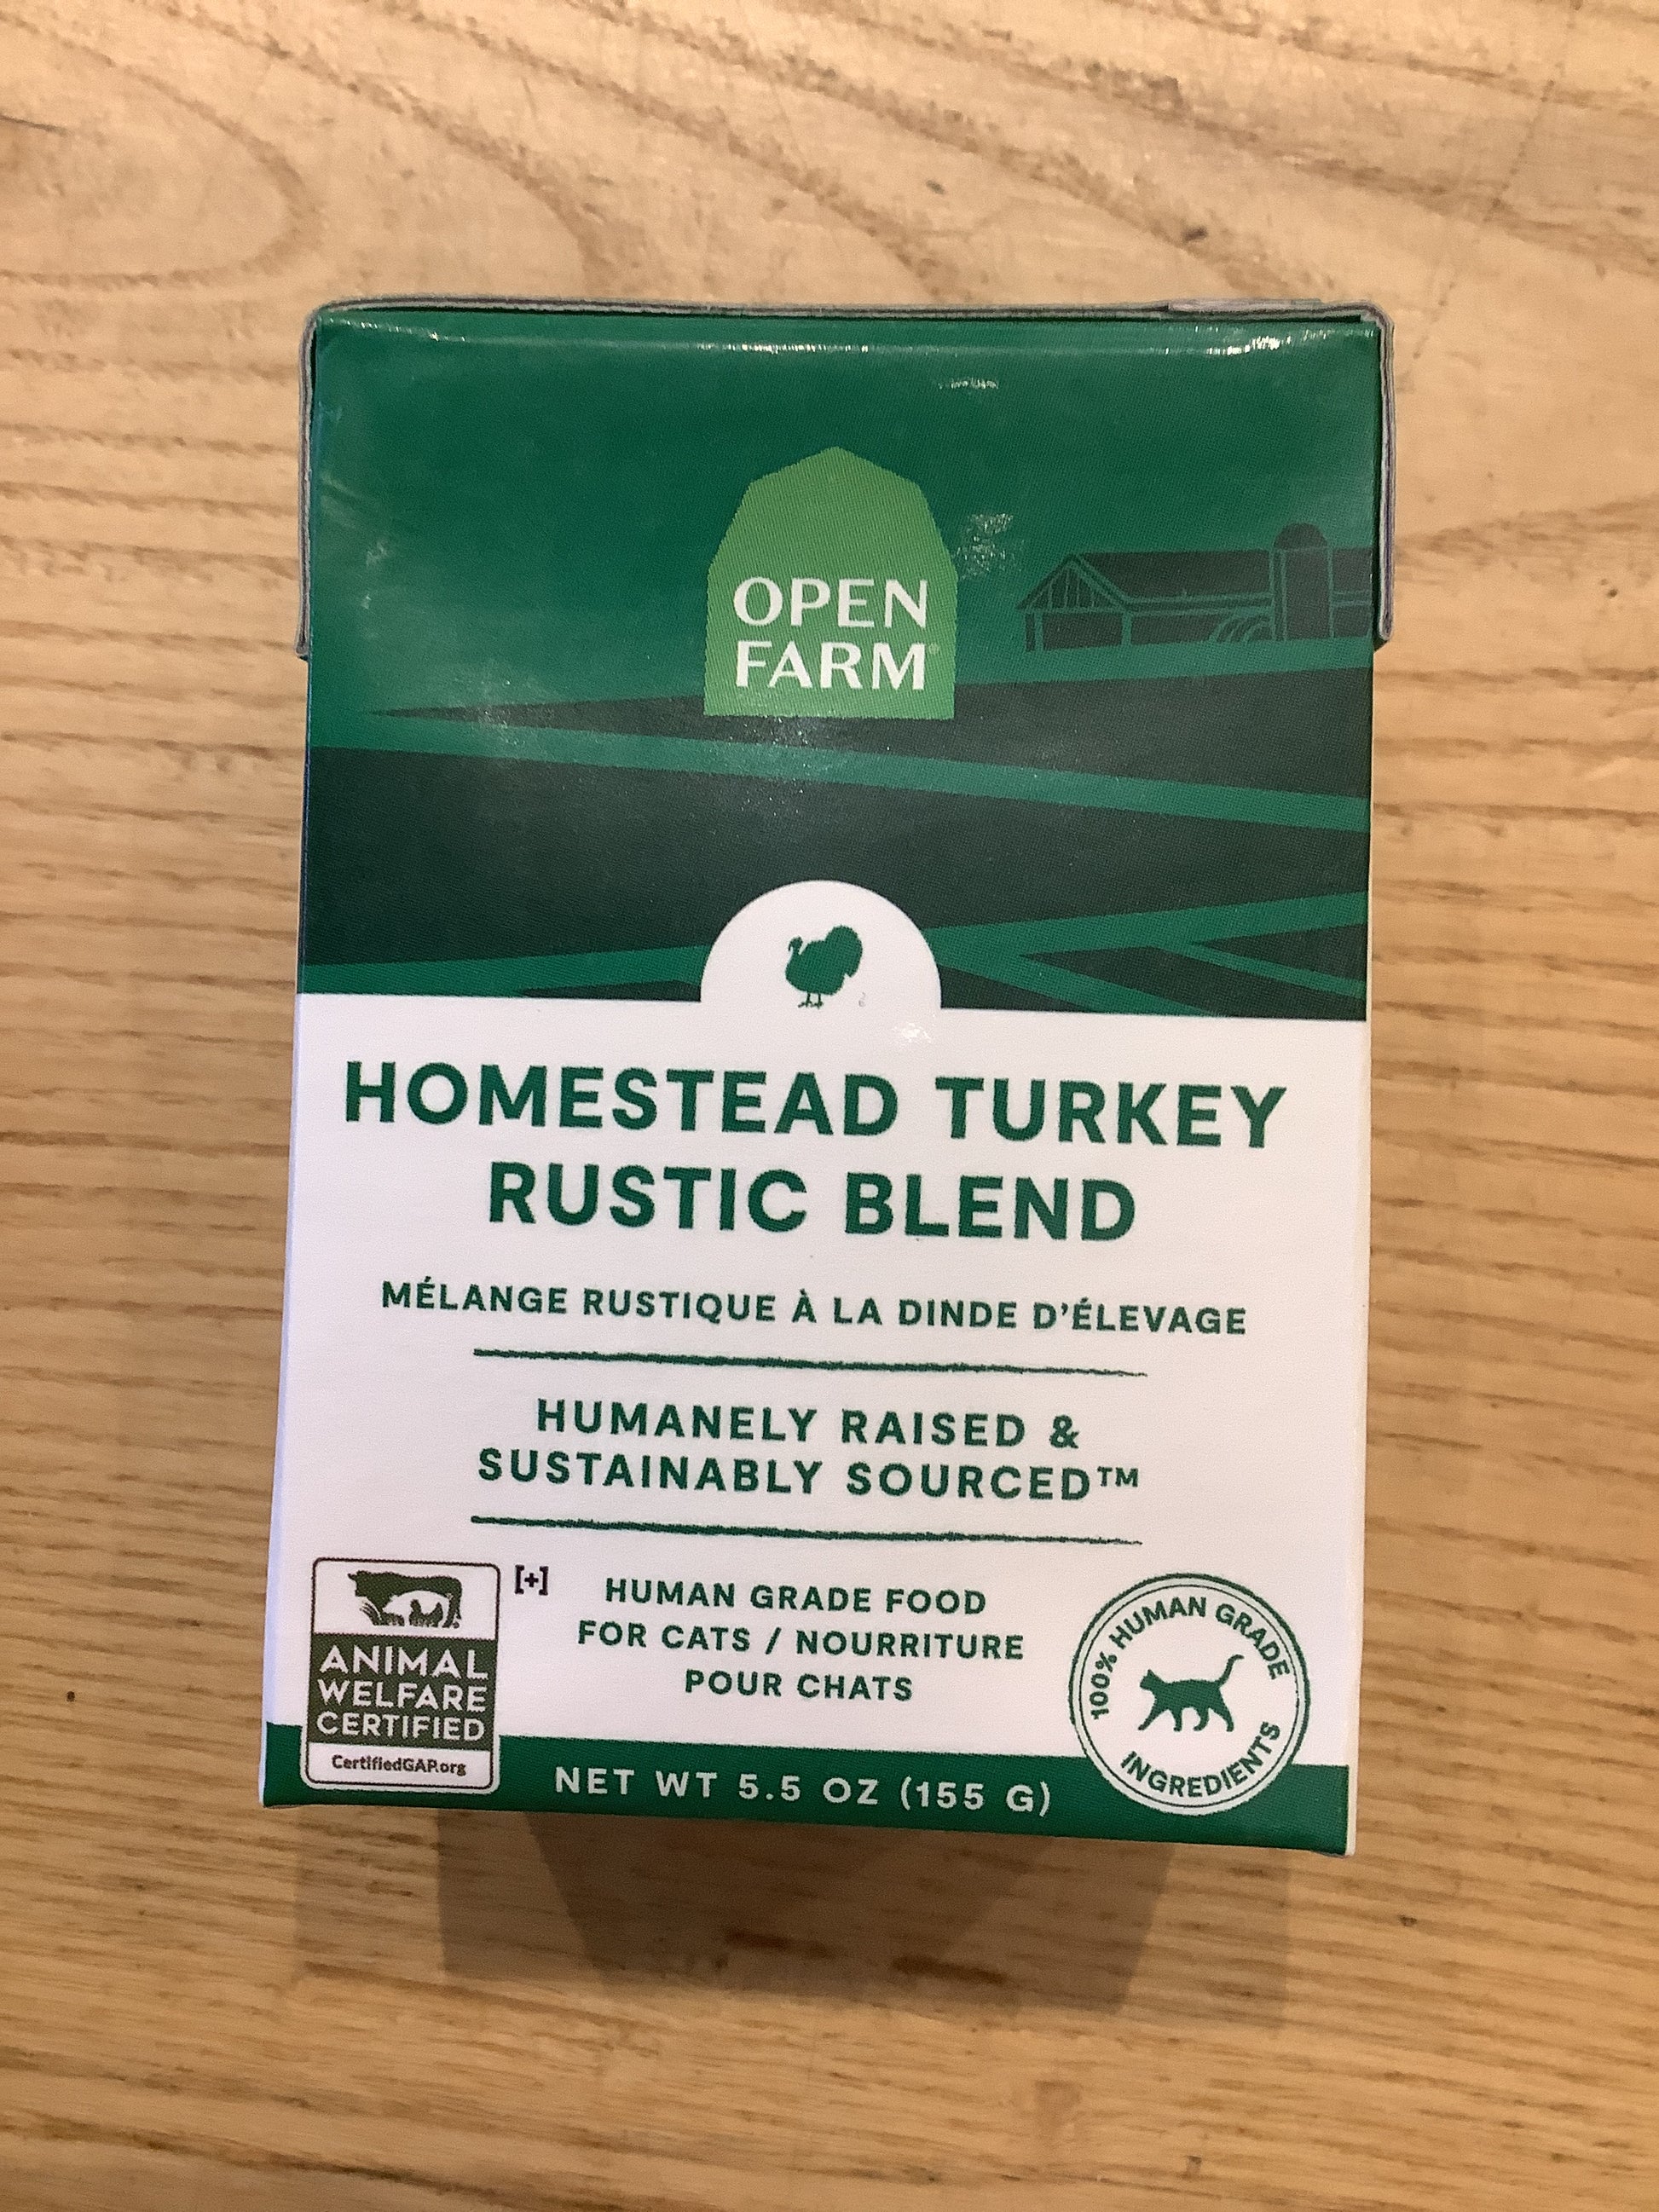 OPEN
FARM®
HOMESTEAD TURKEY
RUSTIC BLEND
MÉLANGE RUSTIQUE À LA DINDE D'ÉLEVAGE
HUMANELY RAISED &
SUSTAINABLY SOURCED™
[+]
HUMAN GRADE FOOD
FOR CATS / NOURRITURE
POUR CHATS
ANIMAL
WELFARE
CERTIFIED
CertifiedGAP.org
100% HUMAN GRADE
INGREDIENTS
NET WT 5.5 OZ (155 G)